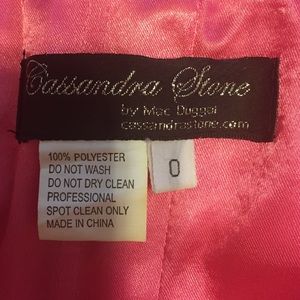 Cassandra Stone
by Mac Duggal
cassandrastone.com
100% POLYESTER
DO NOT WASH
DO NOT DRY CLEAN
PROFESSIONAL
SPOT CLEAN ONLY
MADE IN CHINA
0